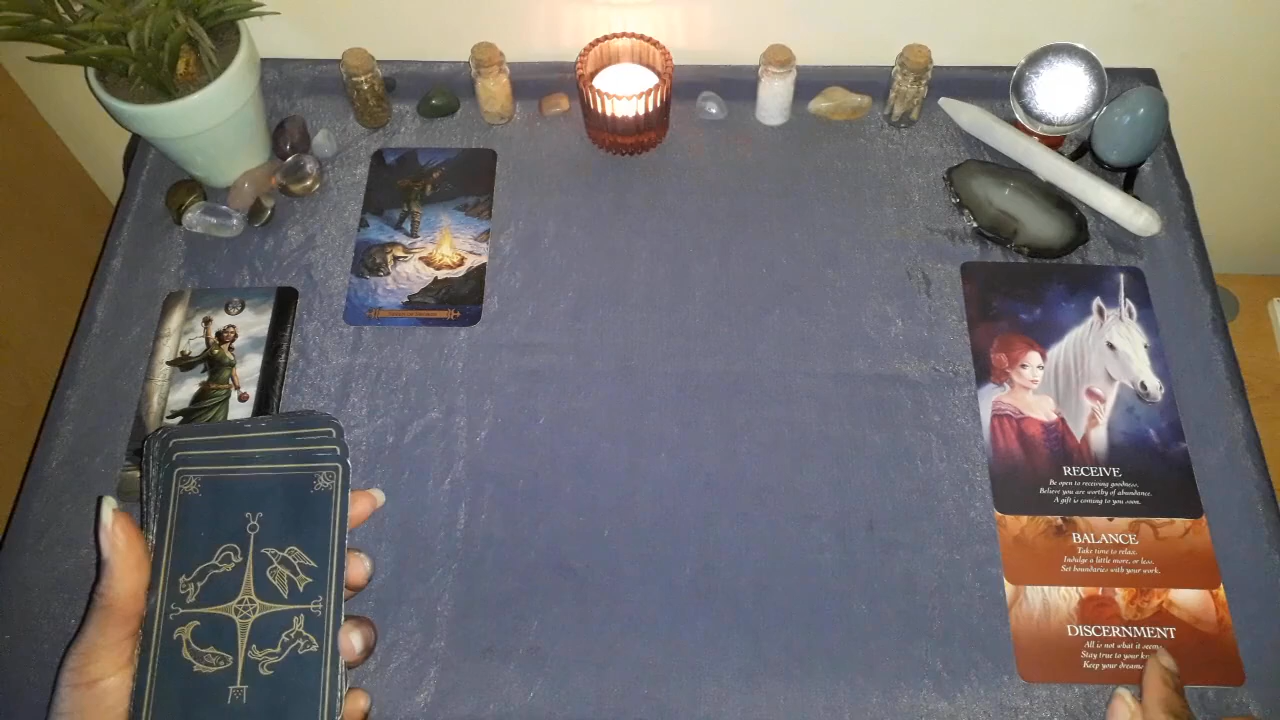 RECEIVE
Be open to receiving goodness.
Believe you are worthy of abundance.
A gift is coming to you soon.
BALANCE
Take time to relax.
Indulge a little more, or less.
Set boundaries with your work.
DISCERNMENT
All is not what it seems.
Stay true to your
Keep your dreams